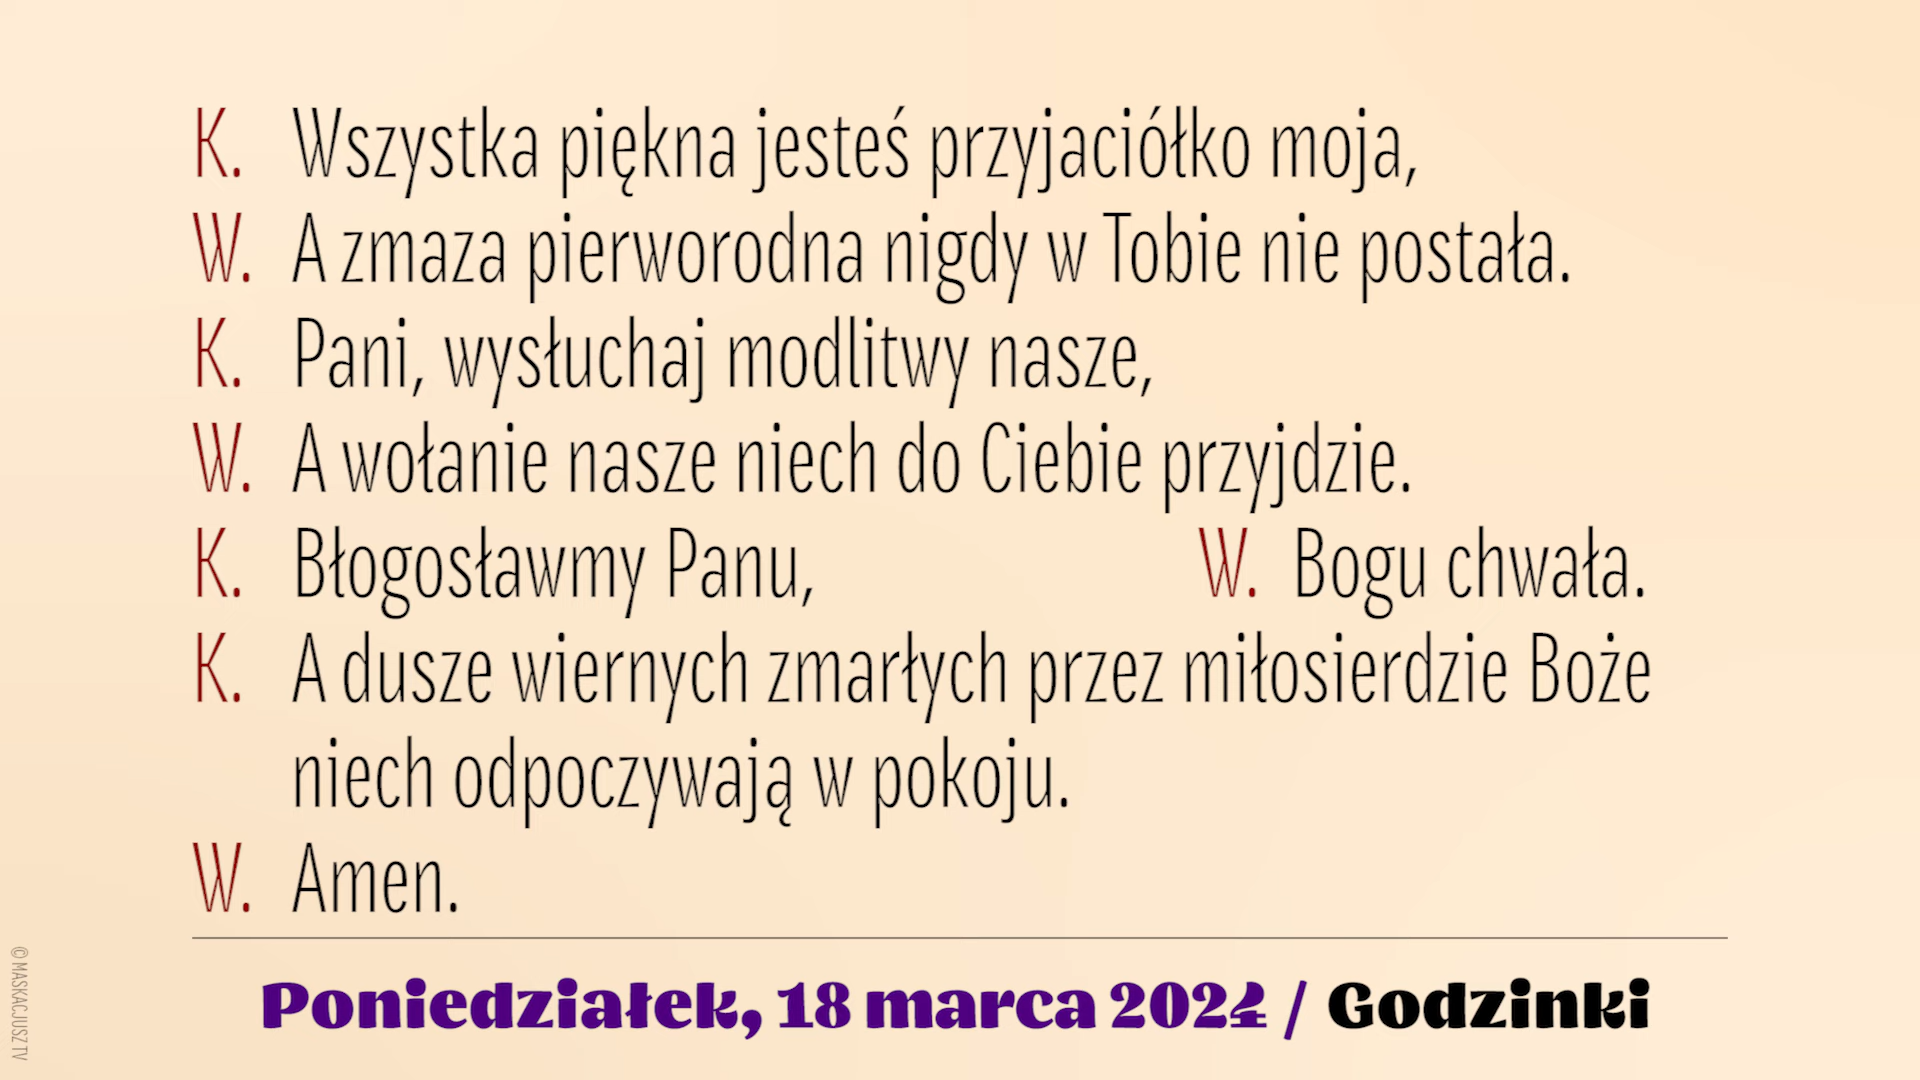 K. Wszystka piękna jesteś przyjaciółko moja,
W. A zmaza pierworodna nigdy w Tobie nie postała.
K. Pani, wysłuchaj modlitwy nasze,
W. A wołanie nasze niech do Ciebie przyjdzie.
K. Błogosławmy Panu, W. Bogu chwała.
K. A dusze wiernych zmarłych przez miłosierdzie Boże
niech odpoczywają w pokoju.
W. Amen.
Poniedziałek, 18 marca 2024 / Godzinki
© MASKACJUSZ TV